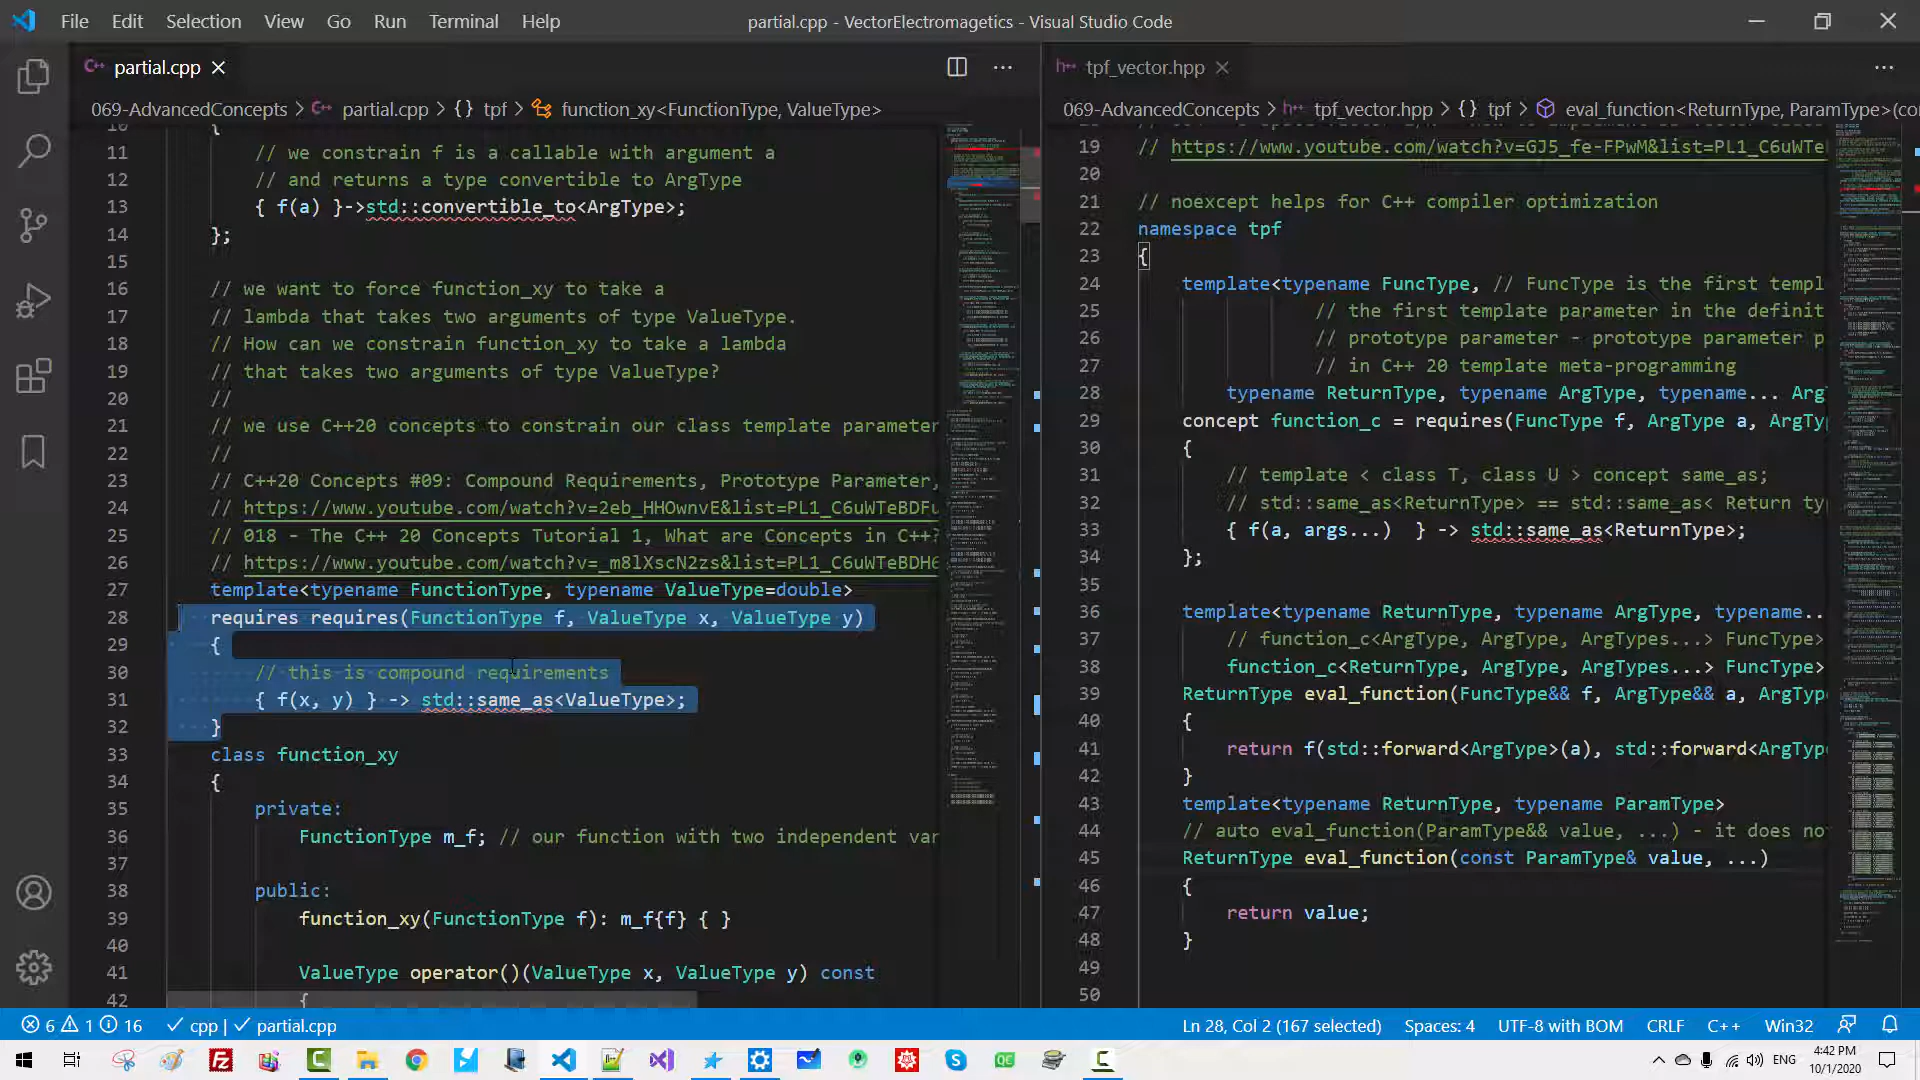 File Edit Selection View Go Run Terminal Help
partial.cpp - VectorElectromagetics - Visual Studio Code
partial.cpp
069-AdvancedConcepts > partial.cpp > {} tpf > function_xy<FunctionType, ValueType>
10 {
11 // we constrain f is a callable with argument a
12 // and returns a type convertible to ArgType
13 { f(a) }->std::convertible_to<ArgType>;
14 };
15
16 // we want to force function_xy to take a
17 // lambda that takes two arguments of type ValueType.
18 // How can we constrain function_xy to take a lambda
19 // that takes two arguments of type ValueType?
20 //
21 // we use C++20 concepts to constrain our class template parameter
22 //
23 // C++20 Concepts #09: Compound Requirements, Prototype Parameter,
24 // https://www.youtube.com/watch?v=2eb_HHOwnvE&list=PL1_C6uWTeBDFu
25 // 018 - The C++ 20 Concepts Tutorial 1, What are Concepts in C++?
26 // https://www.youtube.com/watch?v=_m8lXscN2zs&list=PL1_C6uWTeBDH6
27 template<typename FunctionType, typename ValueType=double>
28 requires requires(FunctionType f, ValueType x, ValueType y)
29 {
30 // this is compound requirements
31 { f(x, y) } -> std::same_as<ValueType>;
32 }
33 class function_xy
34 {
35 private:
36 FunctionType m_f; // our function with two independent var
37
38 public:
39 function_xy(FunctionType f): m_f{f} { }
40
41 ValueType operator()(ValueType x, ValueType y) const
42 {
tpf_vector.hpp
069-AdvancedConcepts > tpf_vector.hpp > {} tpf > eval_function<ReturnType, ParamType>(co
19 // https://www.youtube.com/watch?v=GJ5_fe-FPwM&list=PL1_C6uWTe
20
21 // noexcept helps for C++ compiler optimization
22 namespace tpf
23 {
24 template<typename FuncType, // FuncType is the first templ
25 // the first template parameter in the definit
26 // prototype parameter - prototype parameter p
27 // in C++ 20 template meta-programming
28 typename ReturnType, typename ArgType, typename... Arg
29 concept function_c = requires(FuncType f, ArgType a, ArgTy
30 {
31 // template < class T, class U > concept same_as;
32 // std::same_as<ReturnType> == std::same_as< Return ty
33 { f(a, args...) } -> std::same_as<ReturnType>;
34 };
35
36 template<typename ReturnType, typename ArgType, typename..
37 // function_c<ArgType, ArgType, ArgTypes...> FuncType>
38 function_c<ReturnType, ArgType, ArgTypes...> FuncType>
39 ReturnType eval_function(FuncType&& f, ArgType&& a, ArgTyp
40 {
41 return f(std::forward<ArgType>(a), std::forward<ArgType
42 }
43 template<typename ReturnType, typename ParamType>
44 // auto eval_function(ParamType&& value, ...) - it does no
45 ReturnType eval_function(const ParamType& value, ...)
46 {
47 return value;
48 }
49
50
6 1 16 cpp | partial.cpp
Ln 28, Col 2 (167 selected) Spaces: 4 UTF-8 with BOM CRLF C++ Win32
ENG 4:42 PM
10/1/2020